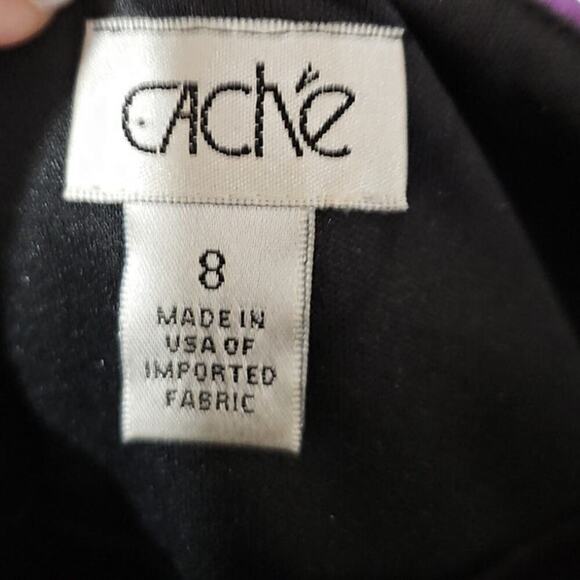 Caché
8
MADE IN
USA OF
IMPORTED
FABRIC